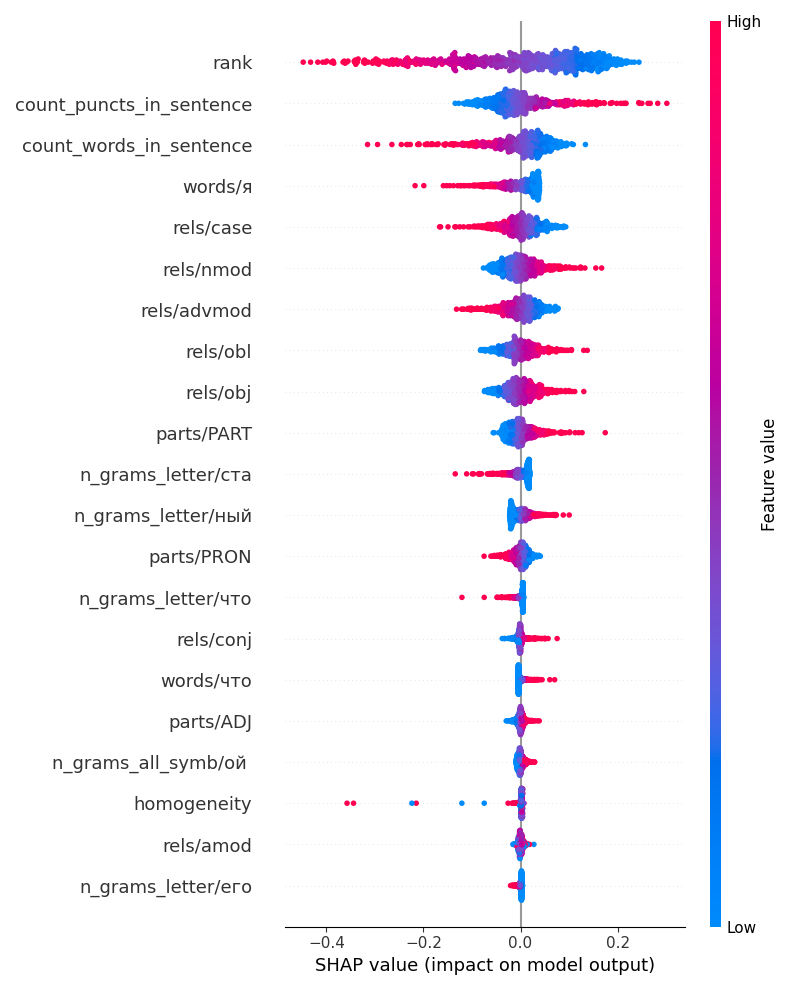 High
rank
count_puncts_in_sentence
count_words_in_sentence
words/я
rels/case
rels/nmod
rels/advmod
rels/obl
rels/obj
parts/PART
n_grams_letter/ста
n_grams_letter/ный
parts/PRON
n_grams_letter/что
rels/conj
words/что
parts/ADJ
n_grams_all_symb/ой
homogeneity
rels/amod
n_grams_letter/его
Feature value
Low
−0.4 −0.2 0.0 0.2
SHAP value (impact on model output)